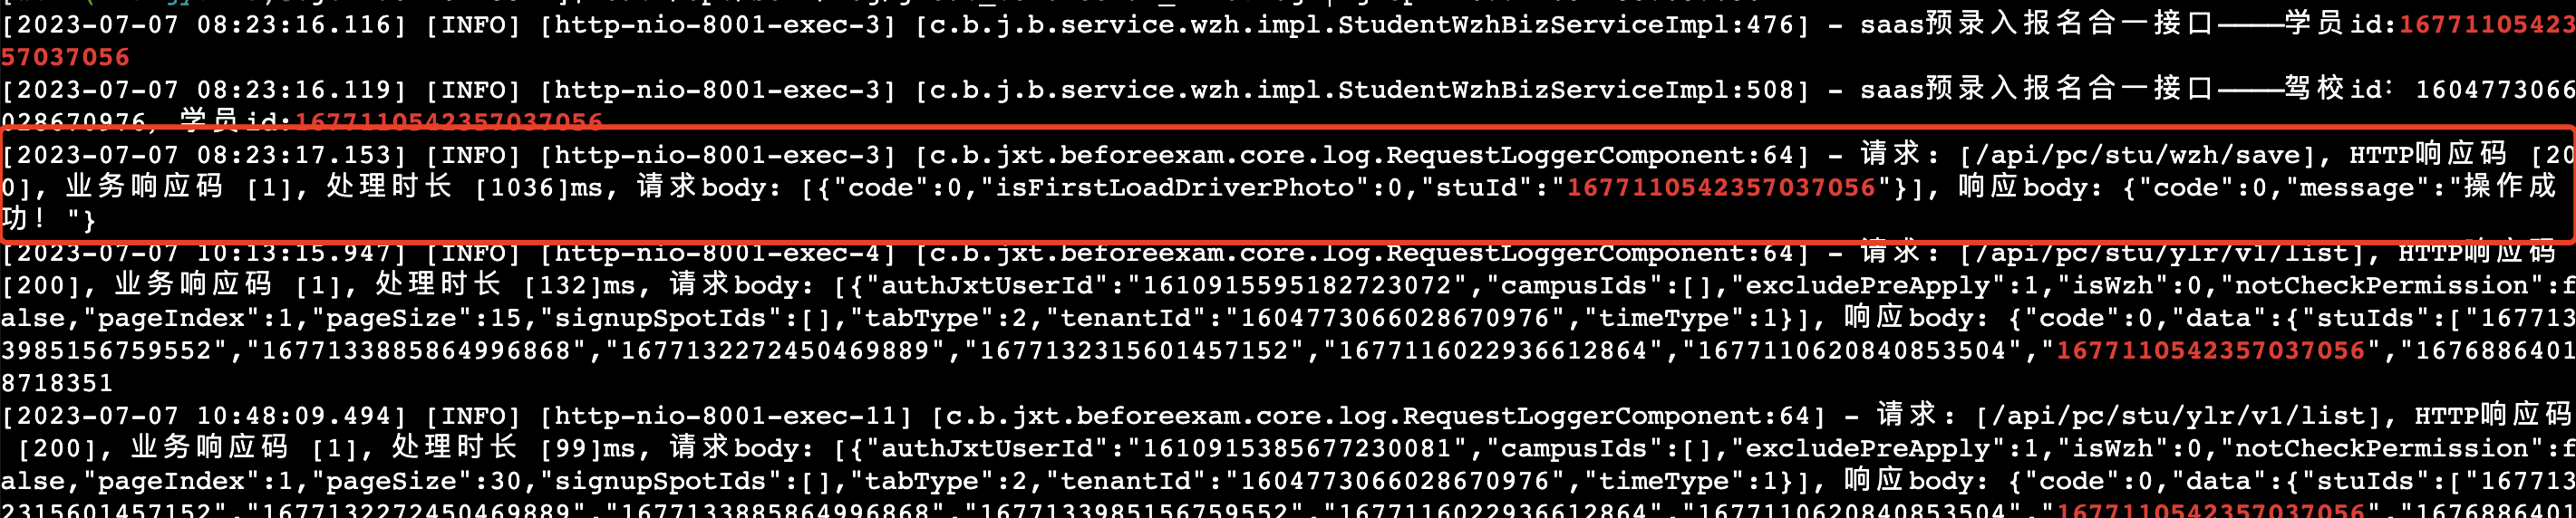 [2023-07-07 08:23:16.116] [INFO] [http-nio-8001-exec-3] [c.b.j.b.service.wzh.impl.StudentWzhBizServiceImpl:476] - saas预录入报名合一接口————学员id:16771105423
57037056
[2023-07-07 08:23:16.119] [INFO] [http-nio-8001-exec-3] [c.b.j.b.service.wzh.impl.StudentWzhBizServiceImpl:508] - saas预录入报名合一接口————驾校id: 1604773066
028670976, 学员id:1677110542357037056
[2023-07-07 08:23:17.153] [INFO] [http-nio-8001-exec-3] [c.b.jxt.beforeexam.core.log.RequestLoggerComponent:64] - 请求: [/api/pc/stu/wzh/save], HTTP响应码 [20
0], 业务响应码 [1], 处理时长 [1036]ms, 请求body: [{"code":0,"isFirstLoadDriverPhoto":0,"stuId":"1677110542357037056"}], 响应body: {"code":0,"message":"操作成
功! "}
[2023-07-07 10:13:15.947] [INFO] [http-nio-8001-exec-4] [c.b.jxt.beforeexam.core.log.RequestLoggerComponent:64] - 请求: [/api/pc/stu/ylr/v1/list], HTTP响应码
[200], 业务响应码 [1], 处理时长 [132]ms, 请求body: [{"authJxtUserId":"1610915595182723072","campusIds":[],"excludePreApply":1,"isWzh":0,"notCheckPermission":f
alse,"pageIndex":1,"pageSize":15,"signupSpotIds":[],"tabType":2,"tenantId":"1604773066028670976","timeType":1}], 响应body: {"code":0,"data":{"stuIds":["167713
3985156759552","1677133885864996868","1677132272450469889","1677132315601457152","1677116022936612864","1677110620840853504","1677110542357037056","1676886401
8718351
[2023-07-07 10:48:09.494] [INFO] [http-nio-8001-exec-11] [c.b.jxt.beforeexam.core.log.RequestLoggerComponent:64] - 请求: [/api/pc/stu/ylr/v1/list], HTTP响应码
[200], 业务响应码 [1], 处理时长 [99]ms, 请求body: [{"authJxtUserId":"1610915385677230081","campusIds":[],"excludePreApply":1,"isWzh":0,"notCheckPermission":f
alse,"pageIndex":1,"pageSize":30,"signupSpotIds":[],"tabType":2,"tenantId":"1604773066028670976","timeType":1}], 响应body: {"code":0,"data":{"stuIds":["167713
2315601457152","1677132272450469889","1677133885864996868","1677133985156759552","1677116022936612864","1677110620840853504","1677110542357037056","1676886401